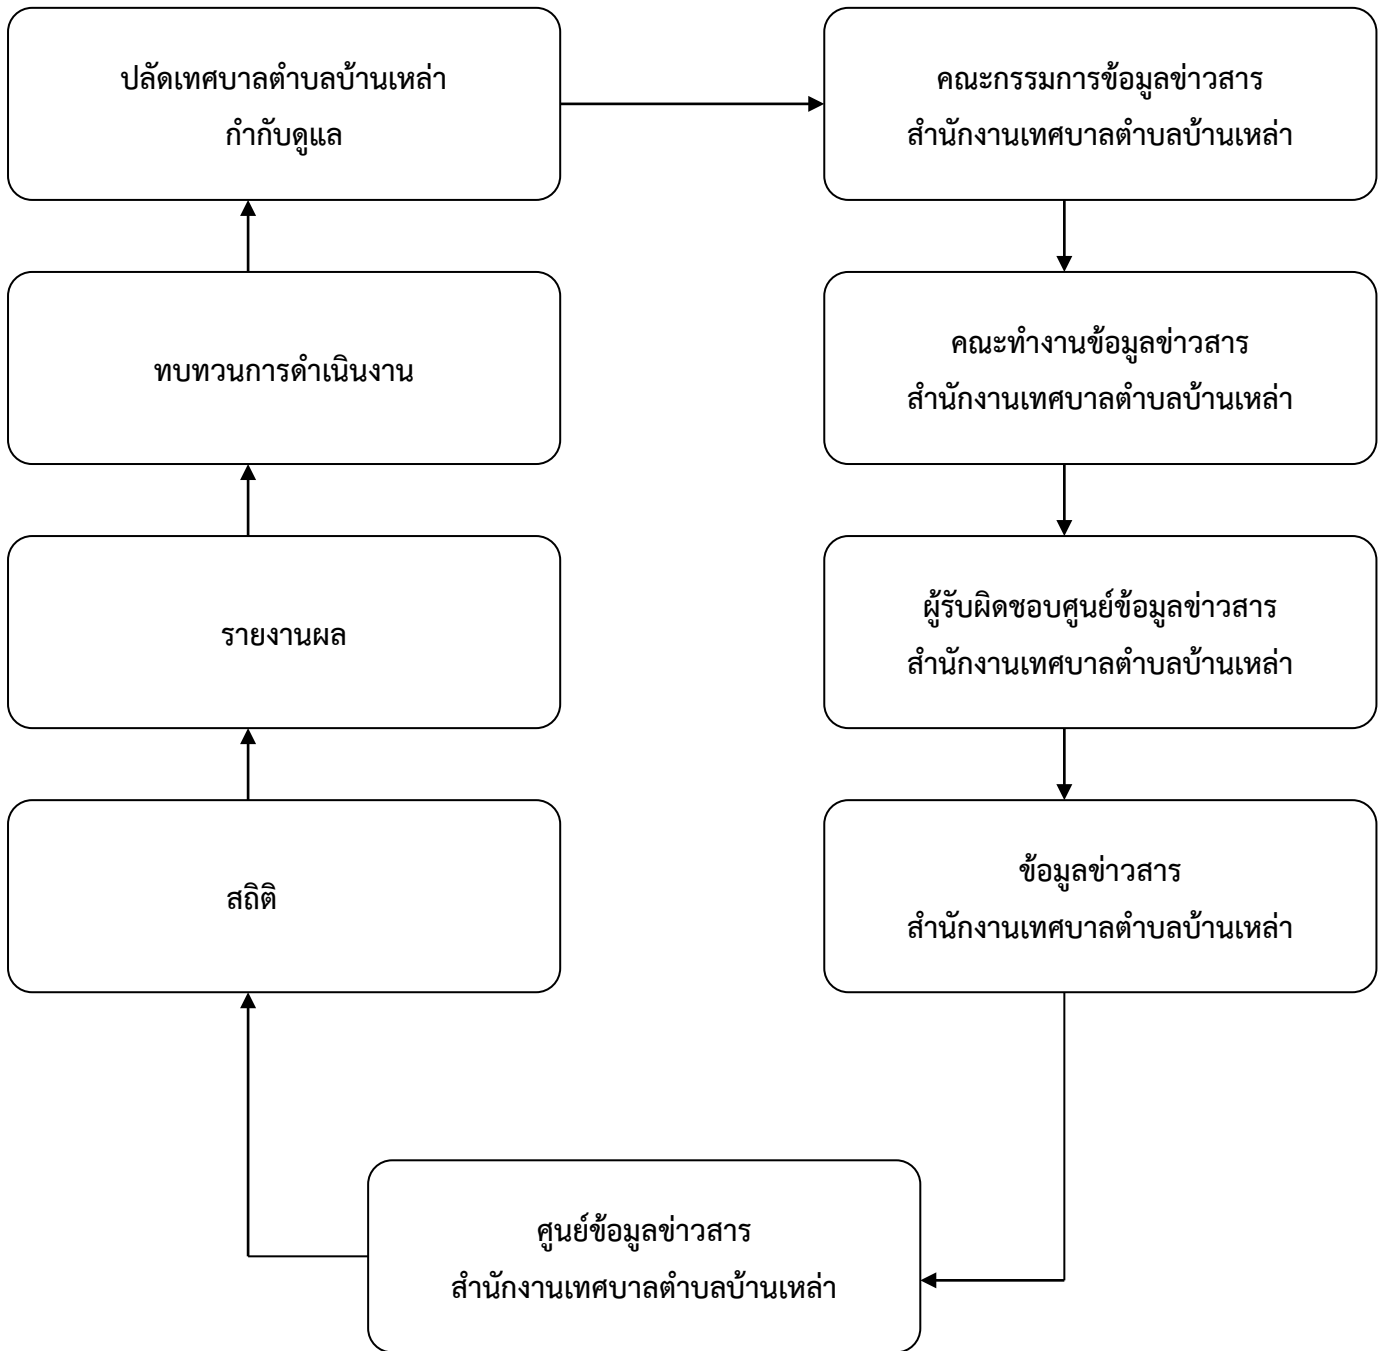 ปลัดเทศบาลตำบลบ้านเหล่า
กำกับดูแล
คณะกรรมการข้อมูลข่าวสาร
สำนักงานเทศบาลตำบลบ้านเหล่า
ทบทวนการดำเนินงาน
คณะทำงานข้อมูลข่าวสาร
สำนักงานเทศบาลตำบลบ้านเหล่า
รายงานผล
ผู้รับผิดชอบศูนย์ข้อมูลข่าวสาร
สำนักงานเทศบาลตำบลบ้านเหล่า
สถิติ
ข้อมูลข่าวสาร
สำนักงานเทศบาลตำบลบ้านเหล่า
ศูนย์ข้อมูลข่าวสาร
สำนักงานเทศบาลตำบลบ้านเหล่า